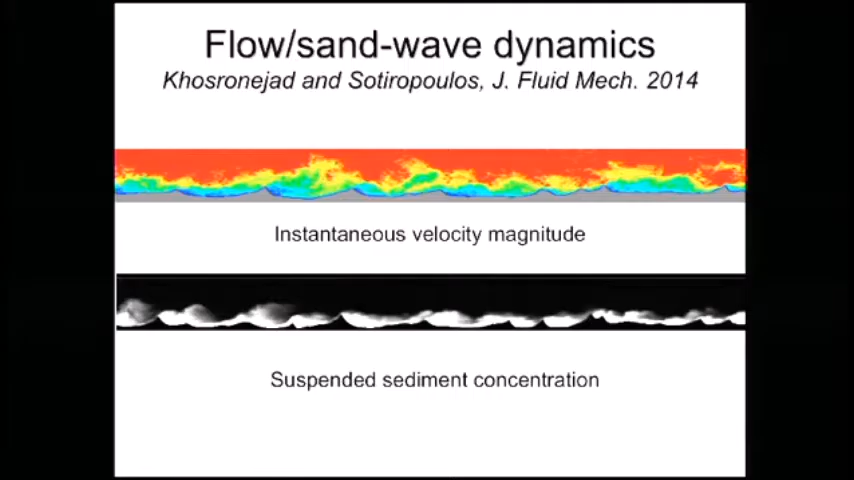 Flow/sand-wave dynamics
Khosronejad and Sotiropoulos, J. Fluid Mech. 2014
Instantaneous velocity magnitude
Suspended sediment concentration